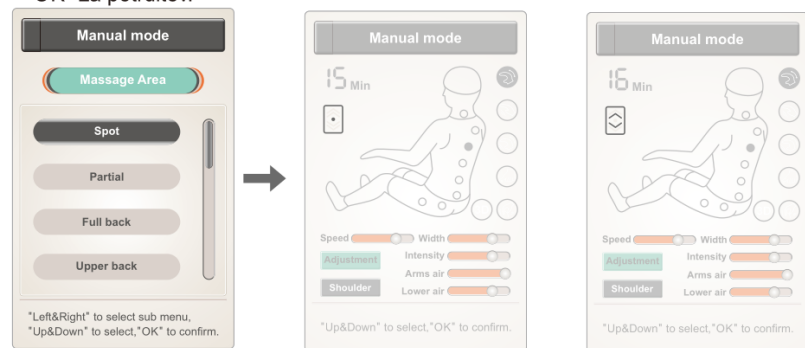 Manual mode
Massage Area
Spot
Partial
Full back
Upper back
"Left&Right" to select sub menu,
"Up&Down" to select,"OK" to confirm.
Manual mode
15 Min
Speed
Width
Adjustment
Intensity
Arms air
Shoulder
Lower air
"Up&Down" to select,"OK" to confirm.
Manual mode
16 Min
Speed
Width
Adjustment
Intensity
Arms air
Shoulder
Lower air
"Up&Down" to select,"OK" to confirm.